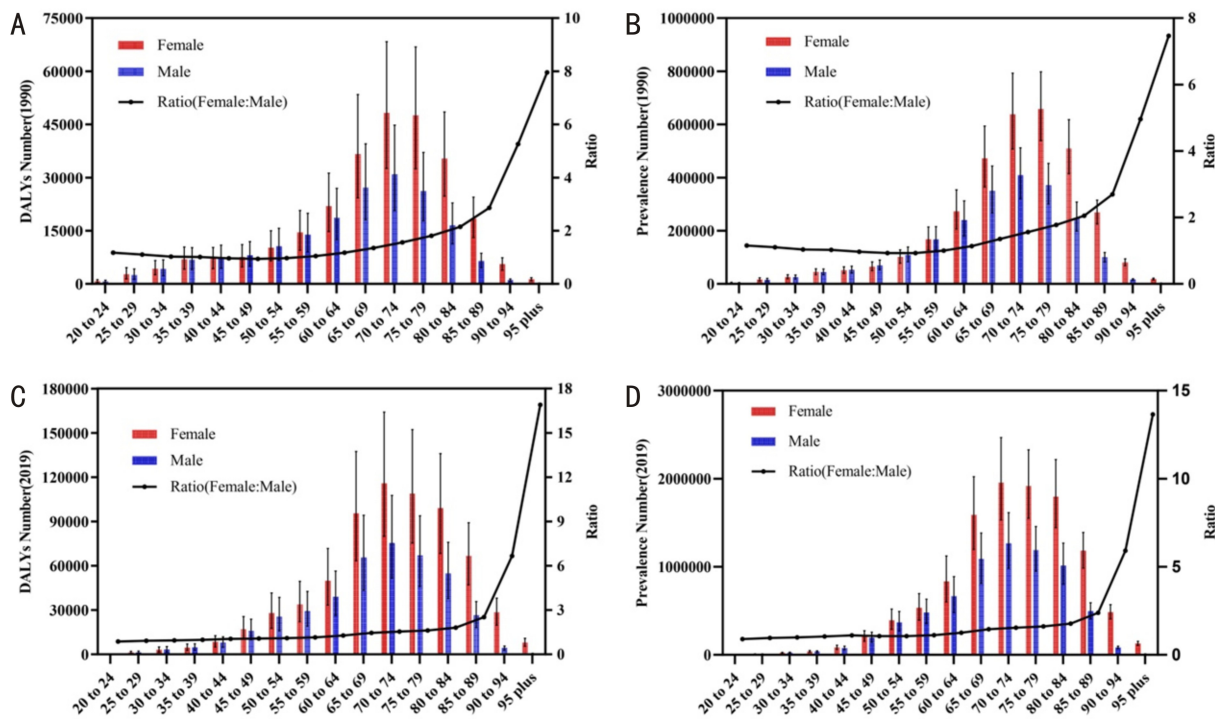 A
DALYs Number(1990)
75000
60000
45000
30000
15000
0
Female
Male
Ratio(Female:Male)
10
8
6
4
2
0
Ratio
20 to 24
25 to 29
30 to 34
35 to 39
40 to 44
45 to 49
50 to 54
55 to 59
60 to 64
65 to 69
70 to 74
75 to 79
80 to 84
85 to 89
90 to 94
95 plus
B
Prevalence Number(1990)
1000000
800000
600000
400000
200000
0
Female
Male
Ratio(Female:Male)
8
6
4
2
0
Ratio
20 to 24
25 to 29
30 to 34
35 to 39
40 to 44
45 to 49
50 to 54
55 to 59
60 to 64
65 to 69
70 to 74
75 to 79
80 to 84
85 to 89
90 to 94
95 plus
C
DALYs Number(2019)
180000
150000
120000
90000
60000
30000
0
Female
Male
Ratio(Female:Male)
18
15
12
9
6
3
0
Ratio
20 to 24
25 to 29
30 to 34
35 to 39
40 to 44
45 to 49
50 to 54
55 to 59
60 to 64
65 to 69
70 to 74
75 to 79
80 to 84
85 to 89
90 to 94
95 plus
D
Prevalence Number(2019)
3000000
2000000
1000000
0
Female
Male
Ratio(Female:Male)
15
10
5
0
Ratio
20 to 24
25 to 29
30 to 34
35 to 39
40 to 44
45 to 49
50 to 54
55 to 59
60 to 64
65 to 69
70 to 74
75 to 79
80 to 84
85 to 89
90 to 94
95 plus